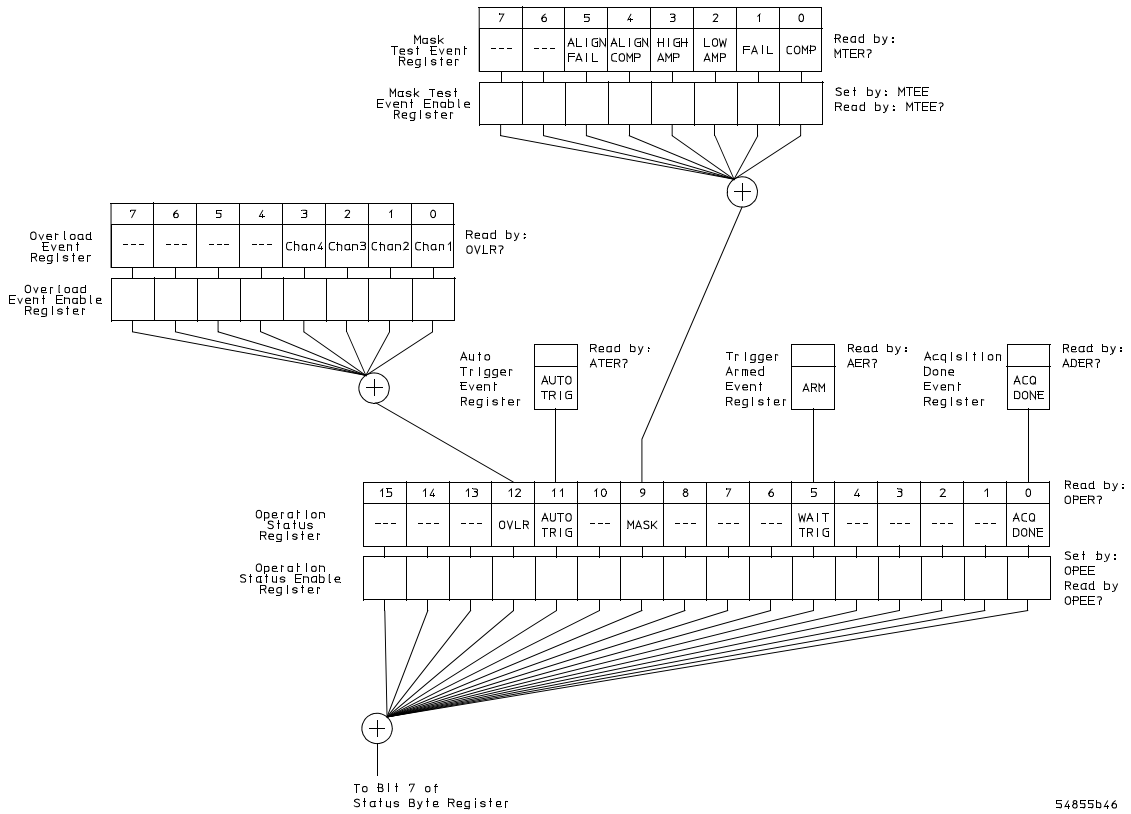 7 6 5 4 3 2 1 0
Mask
Test Event
Register
--- --- ALIGN FAIL ALIGN COMP HIGH AMP LOW AMP FAIL COMP
Read by:
MTER?
Mask Test
Event Enable
Register
Set by: MTEE
Read by: MTEE?
7 6 5 4 3 2 1 0
Overload
Event
Register
--- --- --- --- Chan4 Chan3 Chan2 Chan1
Read by:
OVLR?
Overload
Event Enable
Register
Auto
Trigger
Event
Register
AUTO
TRIG
Read by:
ATER?
Trigger
Armed
Event
Register
ARM
Read by:
AER?
Acqisition
Done
Event
Register
ACQ
DONE
Read by:
ADER?
15 14 13 12 11 10 9 8 7 6 5 4 3 2 1 0
Operation
Status
Register
--- --- --- OVLR AUTO TRIG --- MASK --- --- --- WAIT TRIG --- --- --- --- ACQ DONE
Read by:
OPER?
Operation
Status Enable
Register
Set by:
OPEE
Read by
OPEE?
To Bit 7 of
Status Byte Register
54855b46